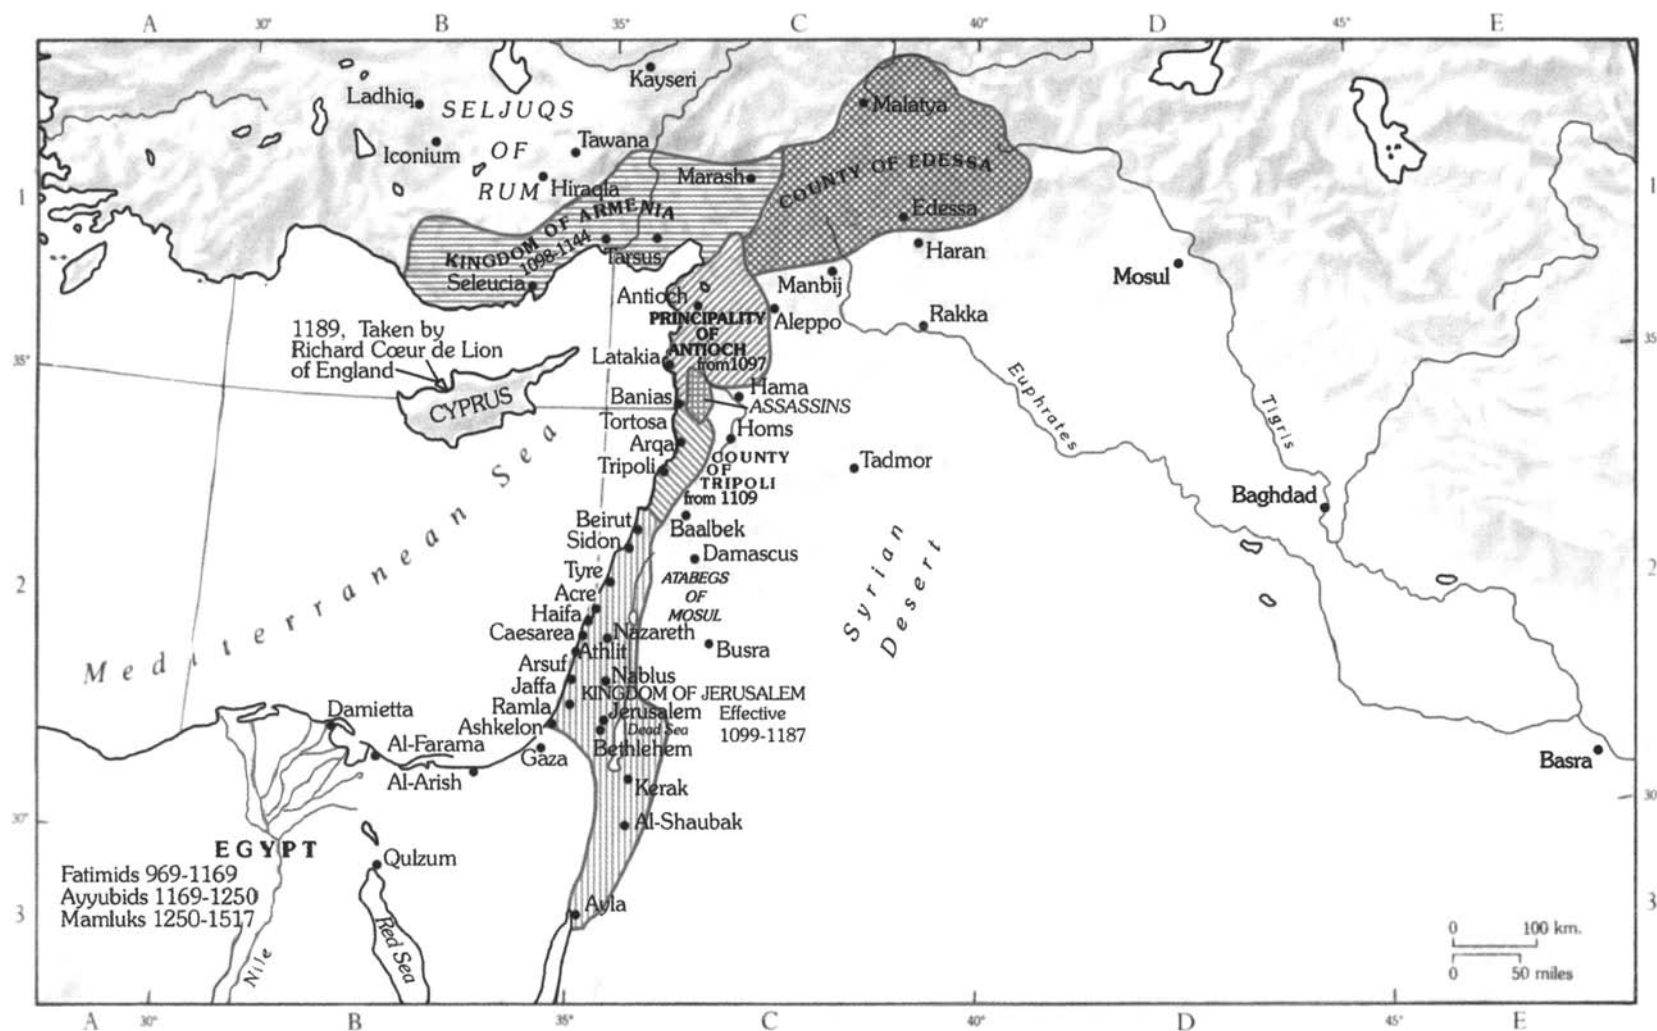 A 30° B 35° C 40° D 45° E
Kayseri
Ladhiq
SELJUQS
OF
RUM
Malatya
Iconium
Tawana
Hiraqla
Marash
COUNTY OF EDESSA
1
1
KINGDOM OF ARMENIA
1098-1144
Edessa
Tarsus
Haran
Seleucia
Mosul
Manbij
Antioch
Aleppo
Rakka
PRINCIPALITY
OF
ANTIOCH
from 1097
1189, Taken by
Richard Cœur de Lion
of England
Latakia
35°
35
CYPRUS
Euphrates
Tigris
Hama
Banias
ASSASSINS
Tortosa
Homs
Arqa
COUNTY
OF
TRIPOLI
from 1109
Tripoli
Tadmor
Baghdad
Mediterranean Sea
Beirut
Baalbek
Sidon
Damascus
Syrian
Desert
Tyre
ATABEGS
OF
MOSUL
2
2
Acre
Haifa
Caesarea
Nazareth
Athlit
Busra
Arsuf
Nablus
Jaffa
KINGDOM OF JERUSALEM
Effective
1099-1187
Ramla
Jerusalem
Ashkelon
Dead Sea
Bethlehem
Damietta
Al-Farama
Gaza
Al-Arish
Basra
Kerak
30°
30
Al-Shaubak
EGYPT
Qulzum
Fatimids 969-1169
Ayyubids 1169-1250
Mamluks 1250-1517
Ayla
3
3
Nile
Red Sea
0 100 km.
0 50 miles
A 30° B 35° C 40° D 45° E